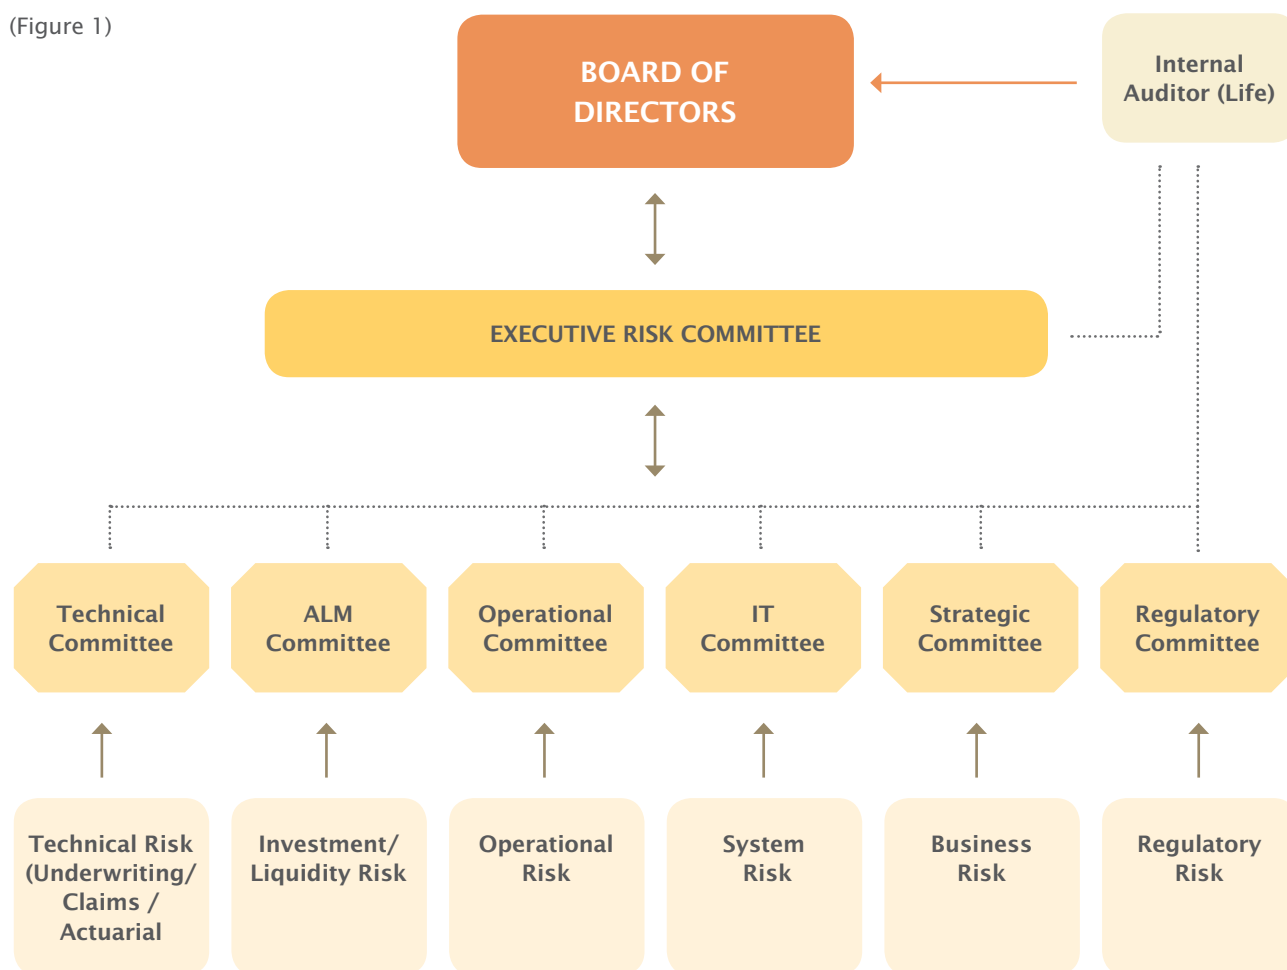 (Figure 1)
BOARD OF
DIRECTORS
Internal
Auditor (Life)
EXECUTIVE RISK COMMITTEE
Technical
Committee
ALM
Committee
Operational
Committee
IT
Committee
Strategic
Committee
Regulatory
Committee
Technical Risk
(Underwriting/
Claims /
Actuarial
Investment/
Liquidity Risk
Operational
Risk
System
Risk
Business
Risk
Regulatory
Risk